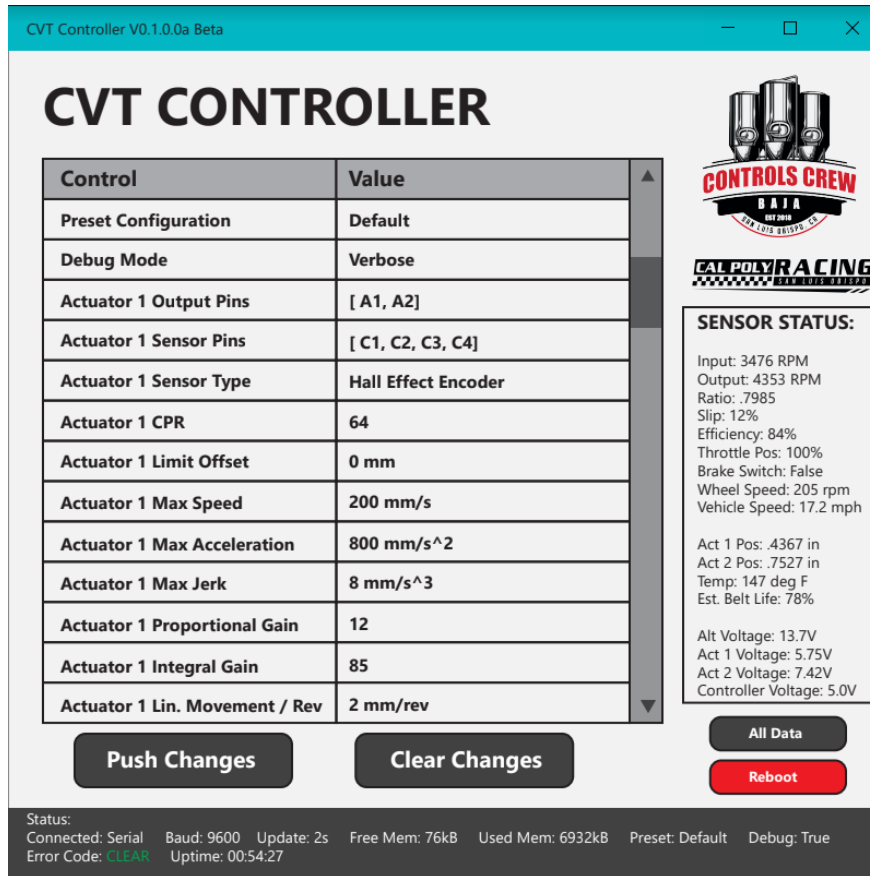 CVT Controller V0.1.0.0a Beta
CVT CONTROLLER
Control Value
Preset Configuration Default
Debug Mode Verbose
Actuator 1 Output Pins [ A1, A2]
Actuator 1 Sensor Pins [ C1, C2, C3, C4]
Actuator 1 Sensor Type Hall Effect Encoder
Actuator 1 CPR 64
Actuator 1 Limit Offset 0 mm
Actuator 1 Max Speed 200 mm/s
Actuator 1 Max Acceleration 800 mm/s^2
Actuator 1 Max Jerk 8 mm/s^3
Actuator 1 Proportional Gain 12
Actuator 1 Integral Gain 85
Actuator 1 Lin. Movement / Rev 2 mm/rev
Push Changes Clear Changes
CONTROLS CREW
BAJA
EST 2018
SAN LUIS OBISPO, CA
CAL POLY RACING
SAN LUIS OBISPO
SENSOR STATUS:
Input: 3476 RPM
Output: 4353 RPM
Ratio: .7985
Slip: 12%
Efficiency: 84%
Throttle Pos: 100%
Brake Switch: False
Wheel Speed: 205 rpm
Vehicle Speed: 17.2 mph
Act 1 Pos: .4367 in
Act 2 Pos: .7527 in
Temp: 147 deg F
Est. Belt Life: 78%
Alt Voltage: 13.7V
Act 1 Voltage: 5.75V
Act 2 Voltage: 7.42V
Controller Voltage: 5.0V
All Data
Reboot
Status:
Connected: Serial Baud: 9600 Update: 2s Free Mem: 76kB Used Mem: 6932kB Preset: Default Debug: True
Error Code: CLEAR Uptime: 00:54:27